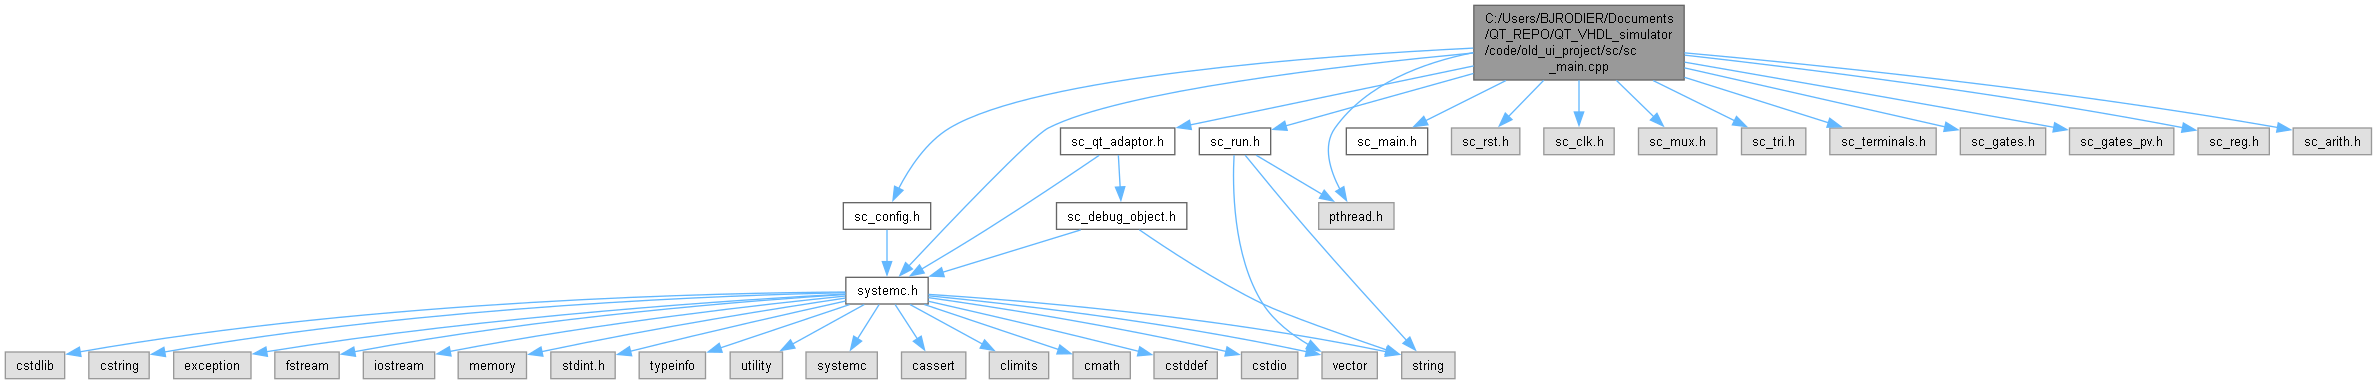 C:/Users/BJRODIER/Documents
/QT_REPO/QT_VHDL_simulator
/code/old_ui_project/sc/sc
_main.cpp
sc_qt_adaptor.h
sc_run.h
sc_main.h
sc_rst.h
sc_clk.h
sc_mux.h
sc_tri.h
sc_terminals.h
sc_gates.h
sc_gates_pv.h
sc_reg.h
sc_arith.h
sc_config.h
sc_debug_object.h
pthread.h
systemc.h
cstdlib
cstring
exception
fstream
iostream
memory
stdint.h
typeinfo
utility
systemc
cassert
climits
cmath
cstddef
cstdio
vector
string